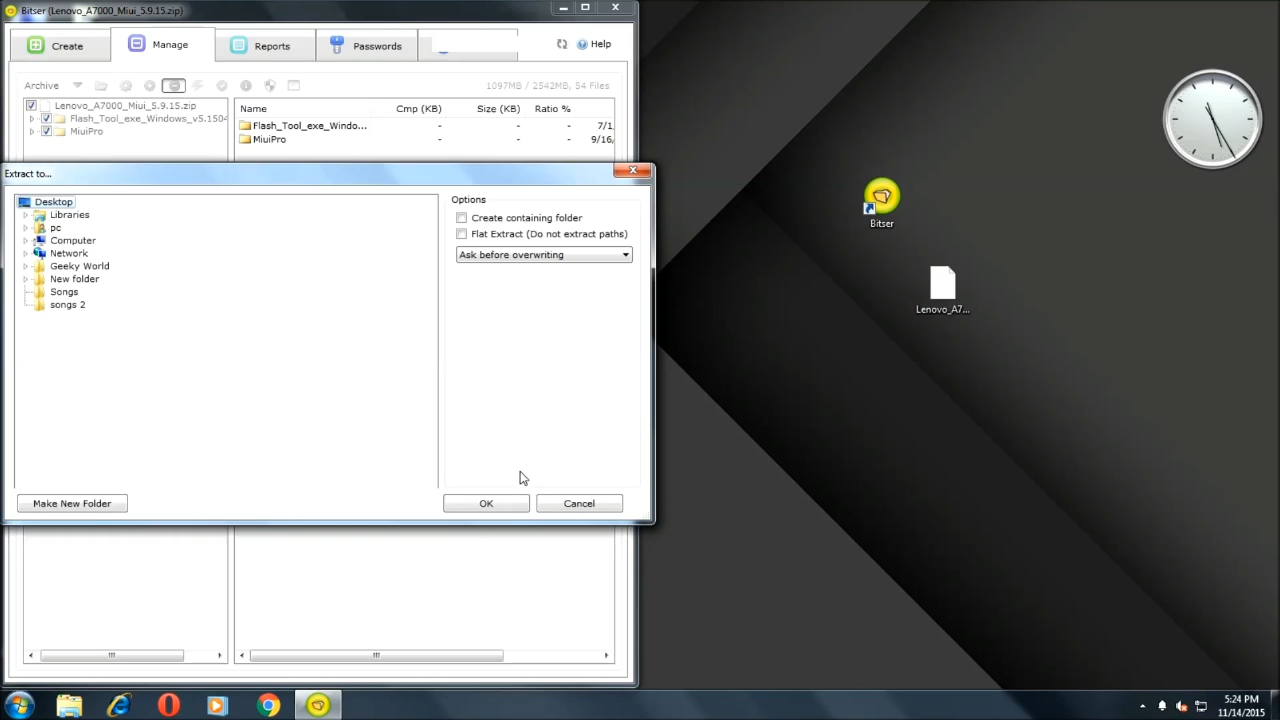 Bitser (Lenovo_A7000_Miui_5.9.15.zip)
Create
Manage
Reports
Passwords
Help
Archive
1097MB / 2542MB, 54 Files
Lenovo_A7000_Miui_5.9.15.zip
Flash_Tool_exe_Windows_v5.1504
MiuiPro
Name Cmp (KB) Size (KB) Ratio %
Flash_Tool_exe_Windo... - - - 7/1
MiuiPro - - - 9/16/
Extract to...
Desktop
Libraries
pc
Computer
Network
Geeky World
New folder
Songs
songs 2
Options
Create containing folder
Flat Extract (Do not extract paths)
Ask before overwriting
Make New Folder
OK
Cancel
Bitser
Lenovo_A7...
5:24 PM
11/14/2015